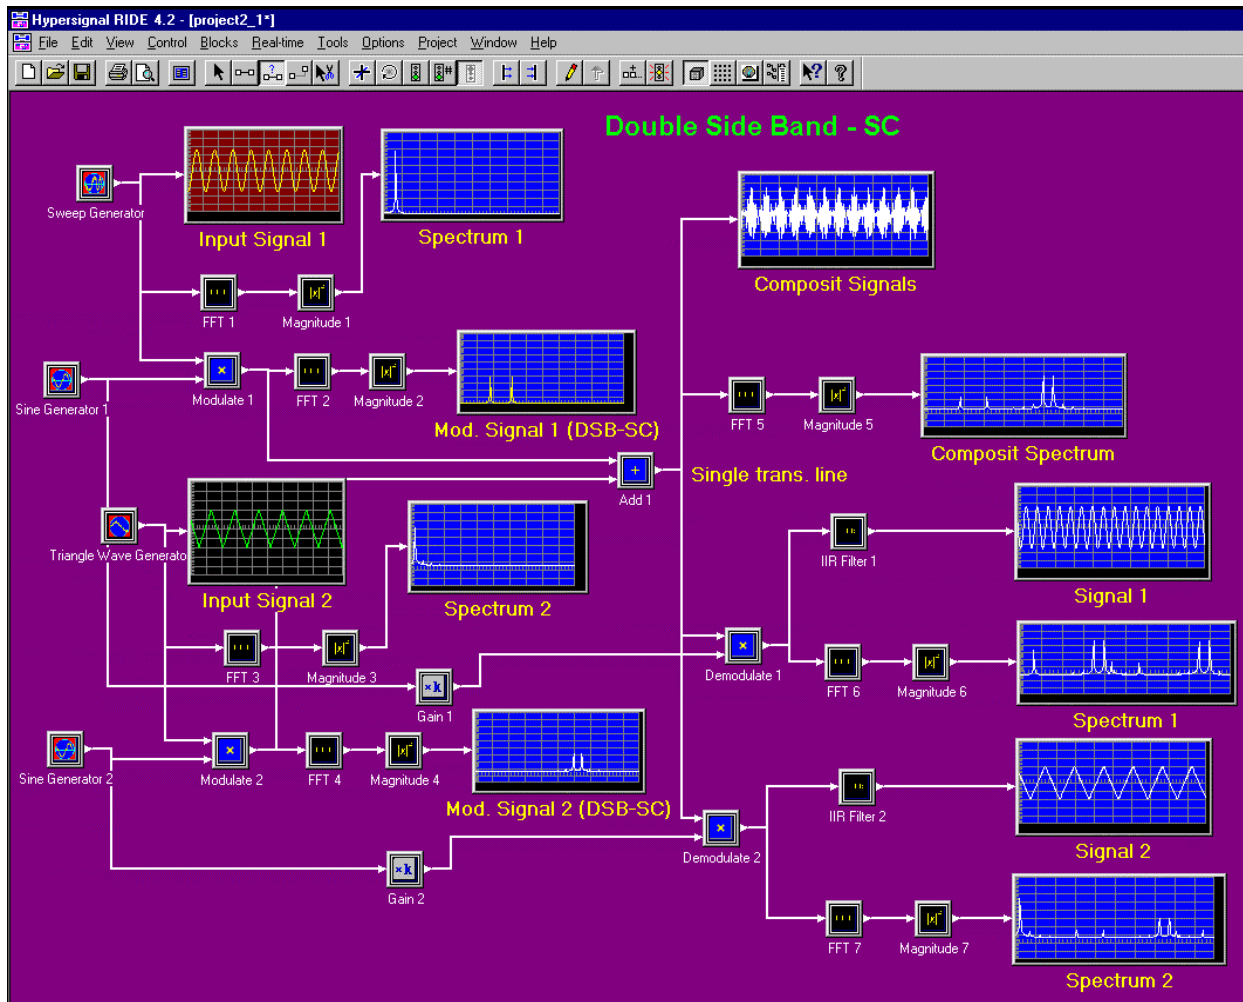 Hypersignal RIDE 4.2 - [project2_1*]
File Edit View Control Blocks Real-time Tools Options Project Window Help
Double Side Band - SC
Sweep Generator
Input Signal 1
Spectrum 1
Composit Signals
FFT 1
Magnitude 1
Sine Generator 1
Modulate 1
FFT 2
Magnitude 2
Mod. Signal 1 (DSB-SC)
FFT 5
Magnitude 5
Composit Spectrum
Add 1
Single trans. line
Triangle Wave Generato
Input Signal 2
Spectrum 2
IIR Filter 1
Signal 1
FFT 3
Magnitude 3
Gain 1
Demodulate 1
FFT 6
Magnitude 6
Spectrum 1
Sine Generator 2
Modulate 2
FFT 4
Magnitude 4
Mod. Signal 2 (DSB-SC)
IIR Filter 2
Signal 2
Demodulate 2
Gain 2
FFT 7
Magnitude 7
Spectrum 2